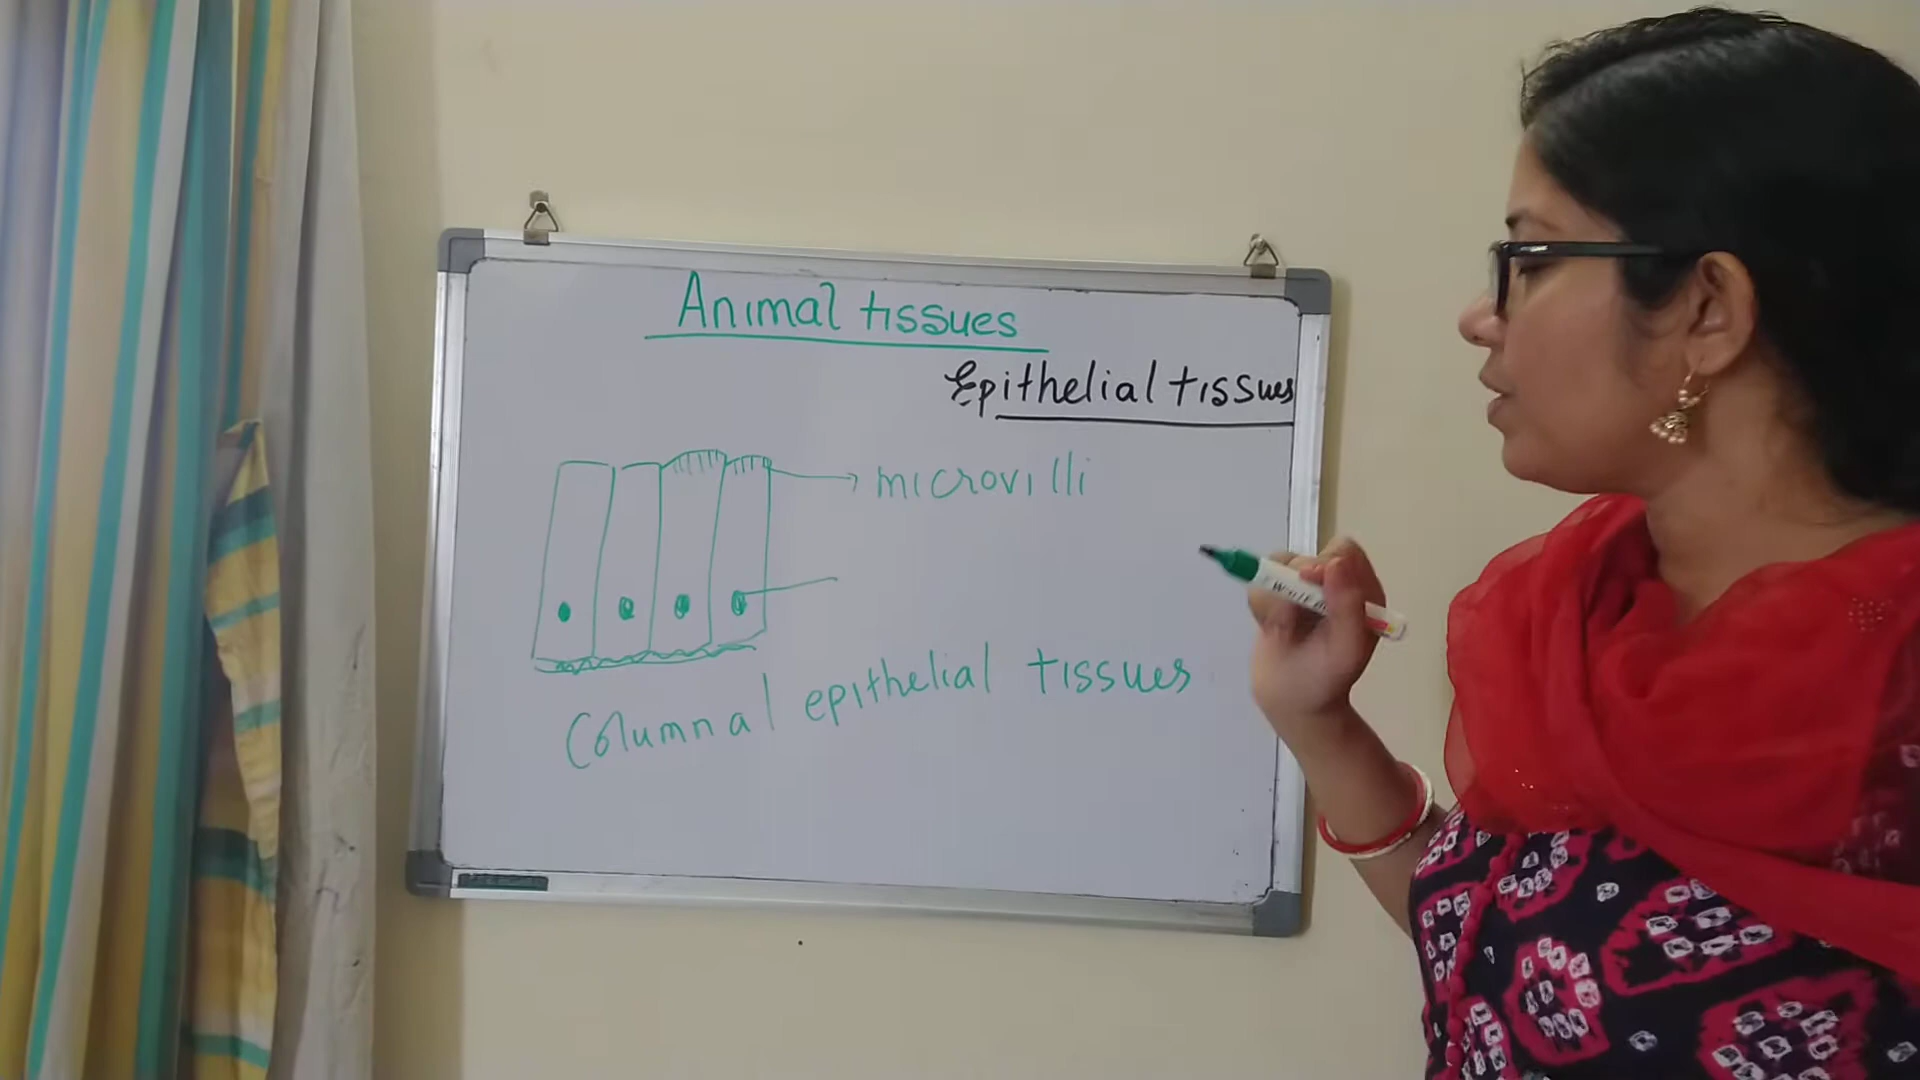 Animal tissues
Epithelial tissues
microvilli
Columnal epithelial tissues